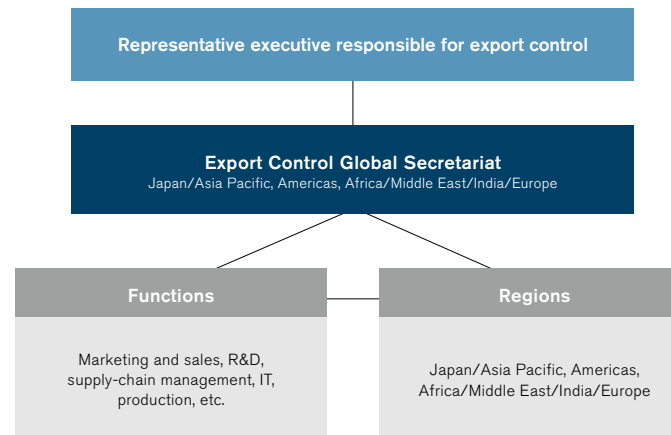 Representative executive responsible for export control
Export Control Global Secretariat
Japan/Asia Pacific, Americas, Africa/Middle East/India/Europe
Functions
Marketing and sales, R&D,
supply-chain management, IT,
production, etc.
Regions
Japan/Asia Pacific, Americas,
Africa/Middle East/India/Europe